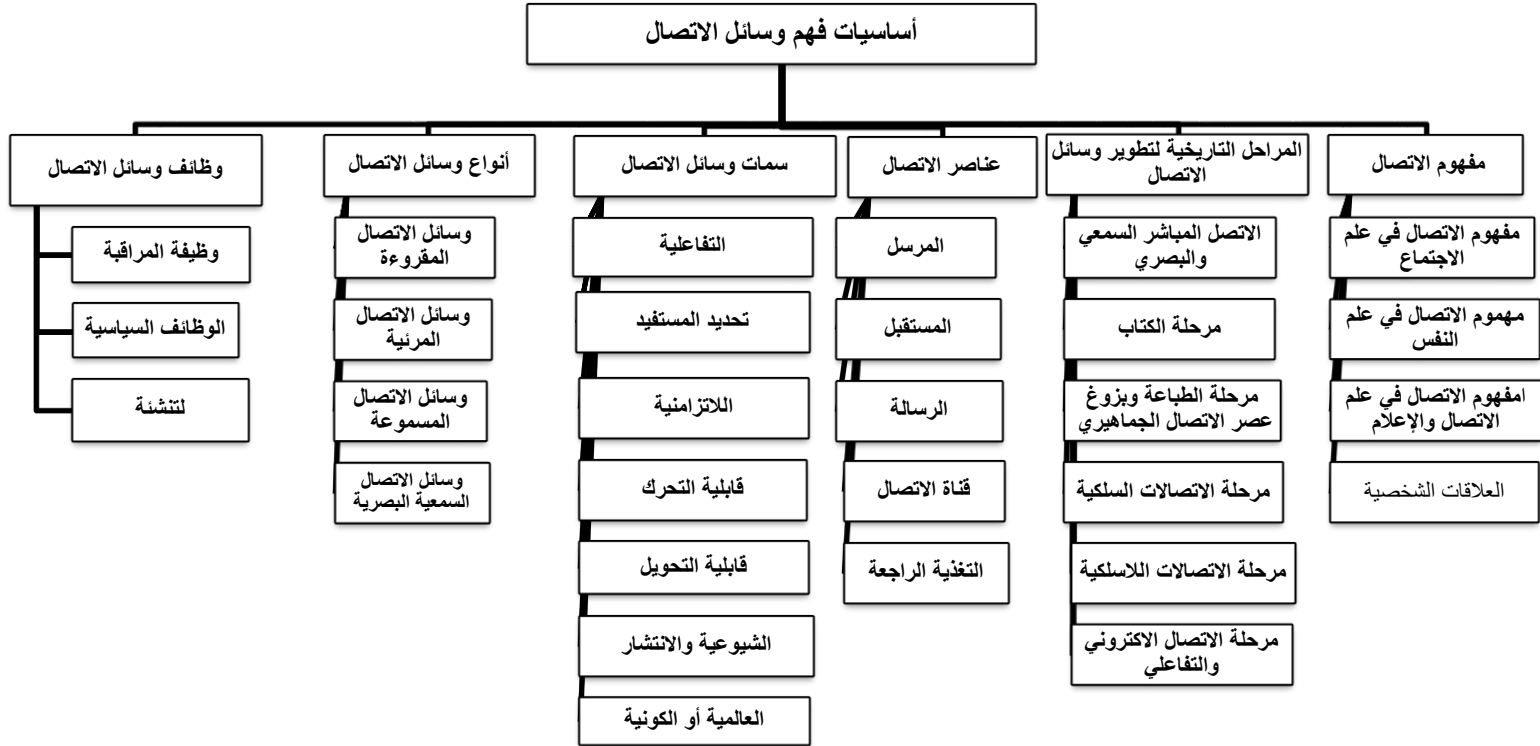 أساسيات فهم وسائل الاتصال
مفهوم الاتصال
مفهوم الاتصال في علم
الاجتماع
مهموم الاتصال في علم
النفس
امفهوم الاتصال في علم
الاتصال والإعلام
العلاقات الشخصية
المراحل التاريخية لتطوير وسائل
الاتصال
الاتصل المباشر السمعي
والبصري
مرحلة الكتاب
مرحلة الطباعة وبزوغ
عصر الاتصال الجماهيري
مرحلة الاتصالات السلكية
مرحلة الاتصالات اللاسلكية
مرحلة الاتصال الاكتروني
والتفاعلي
عناصر الاتصال
المرسل
المستقبل
الرسالة
قناة الاتصال
التغذية الراجعة
سمات وسائل الاتصال
التفاعلية
تحديد المستفيد
اللاتزامنية
قابلية التحرك
قابلية التحويل
الشيوعية والانتشار
العالمية أو الكونية
أنواع وسائل الاتصال
وسائل الاتصال
المقروءة
وسائل الاتصال
المرئية
وسائل الاتصال
المسموعة
وسائل الاتصال
السمعية البصرية
وظائف وسائل الاتصال
وظيفة المراقبة
الوظائف السياسية
لتنشئة